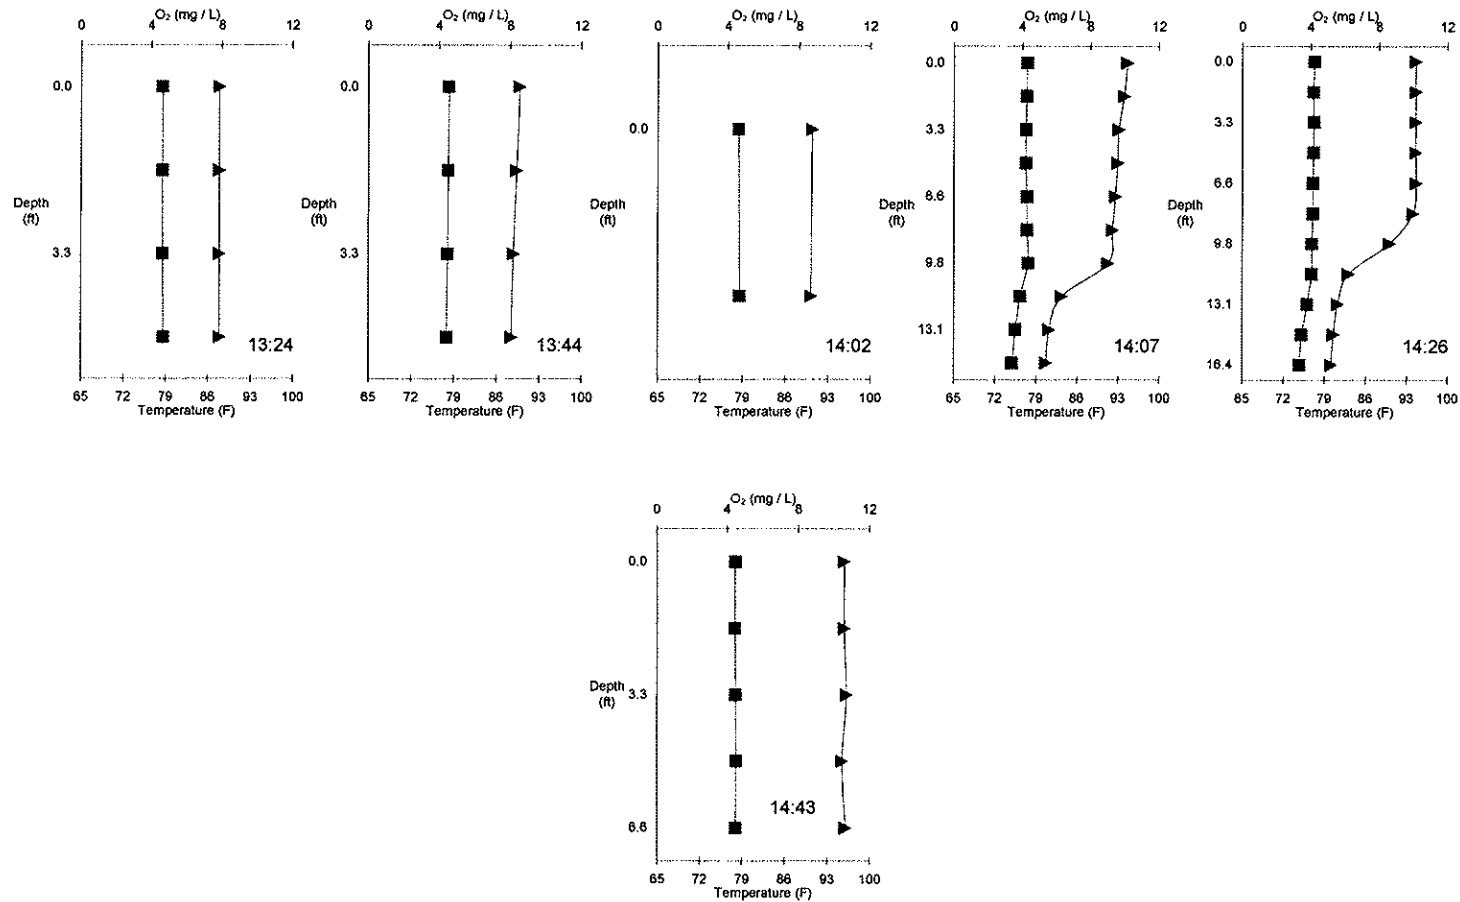 O₂ (mg / L)
0 4 8 12
0.0
Depth
(ft)
3.3
13:24
65 72 79 86 93 100
Temperature (F)
O₂ (mg / L)
0 4 8 12
0.0
Depth
(ft)
3.3
13:44
65 72 79 86 93 100
Temperature (F)
O₂ (mg / L)
0 4 8 12
0.0
Depth
(ft)
14:02
65 72 79 86 93 100
Temperature (F)
O₂ (mg / L)
0 4 8 12
0.0
3.3
Depth
(ft)
6.6
9.8
13.1
14:07
65 72 79 86 93 100
Temperature (F)
O₂ (mg / L)
0 4 8 12
0.0
3.3
Depth
(ft)
6.6
9.8
13.1
14:26
16.4
65 72 79 86 93 100
Temperature (F)
O₂ (mg / L)
0 4 8 12
0.0
Depth
(ft)
3.3
14:43
6.6
65 72 79 86 93 100
Temperature (F)